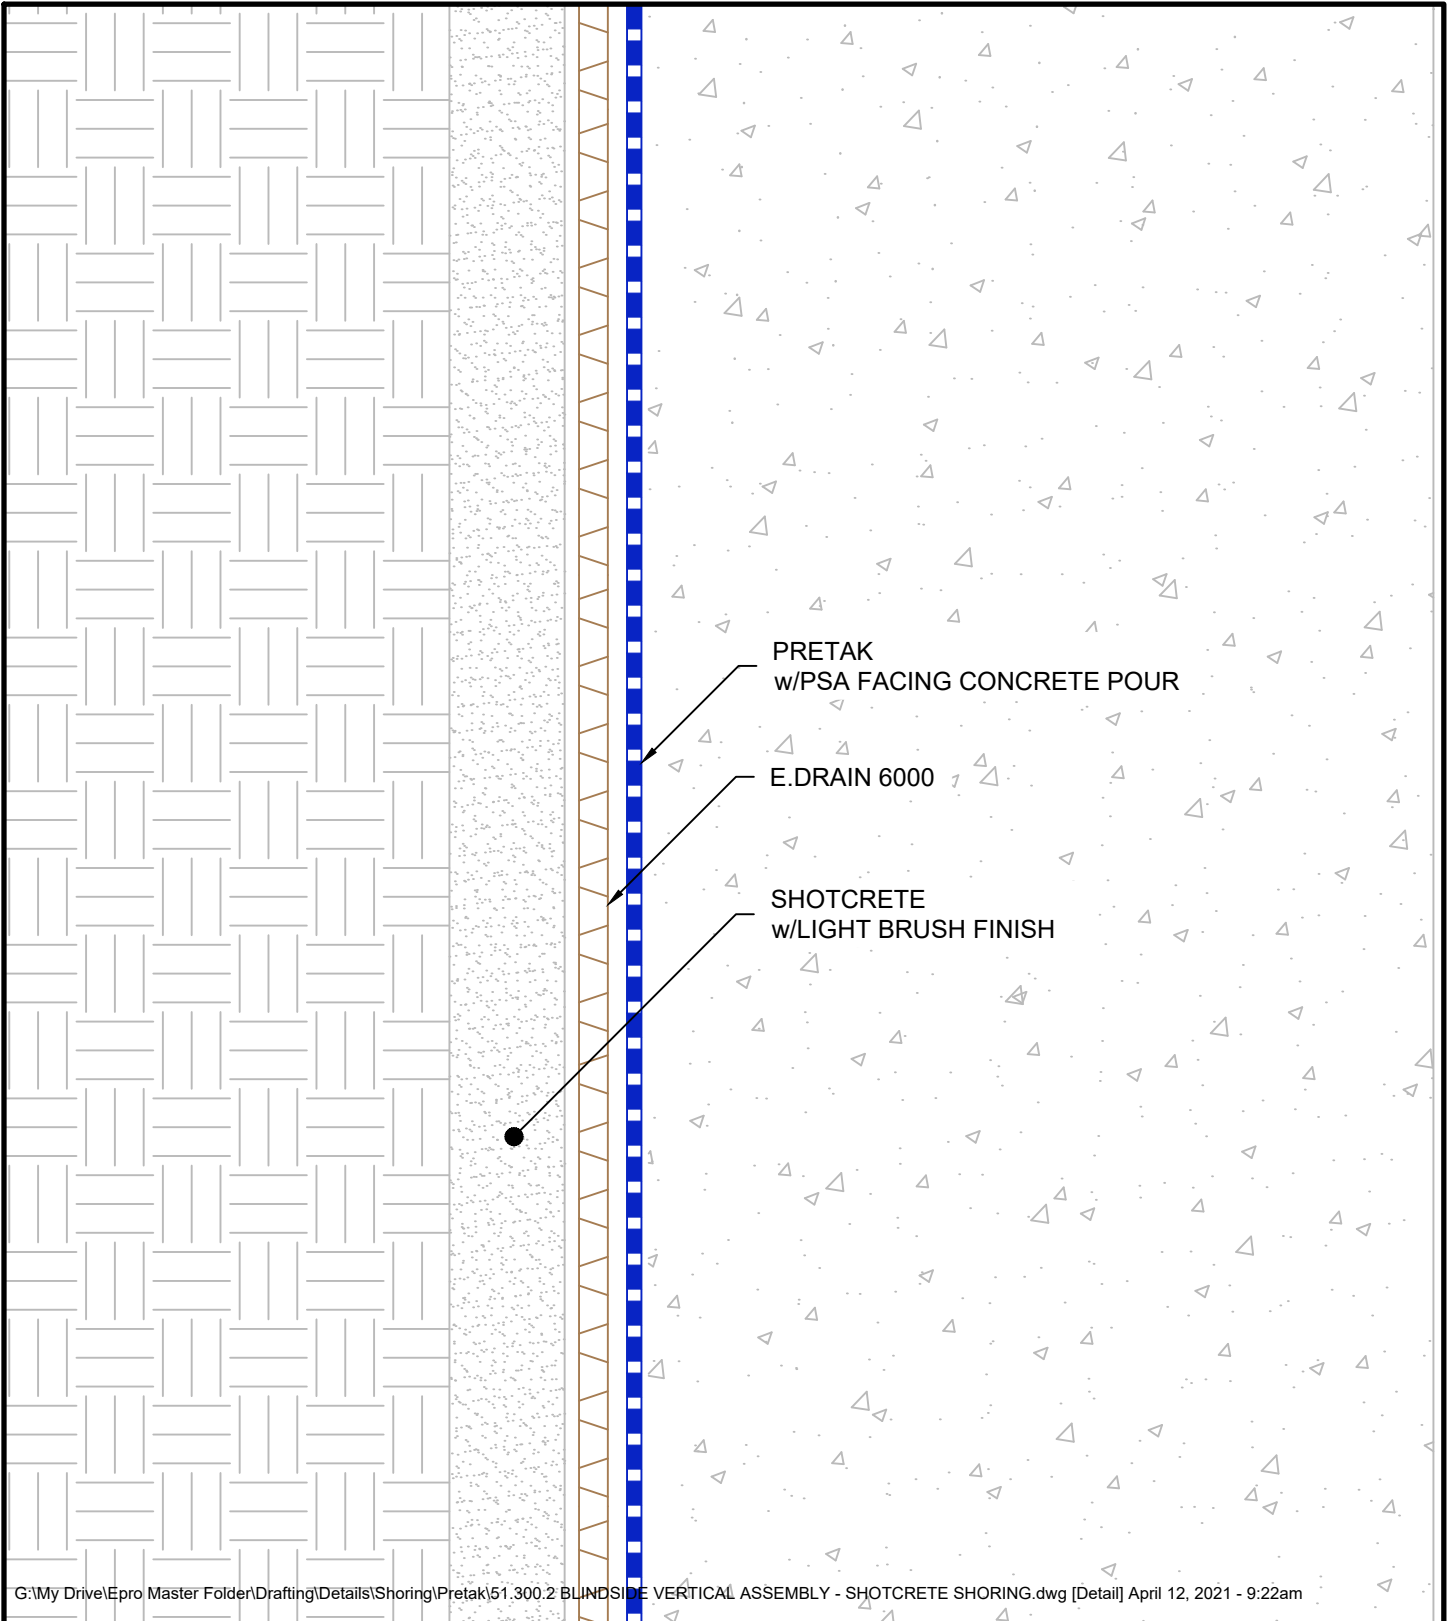 PRETAK
w/PSA FACING CONCRETE POUR
E.DRAIN 6000
SHOTCRETE
w/LIGHT BRUSH FINISH
G:\My Drive\Epro Master Folder\Drafting\Details\Shoring\Pretak\51.300.2 BLINDSIDE VERTICAL ASSEMBLY - SHOTCRETE SHORING.dwg [Detail] April 12, 2021 - 9:22am